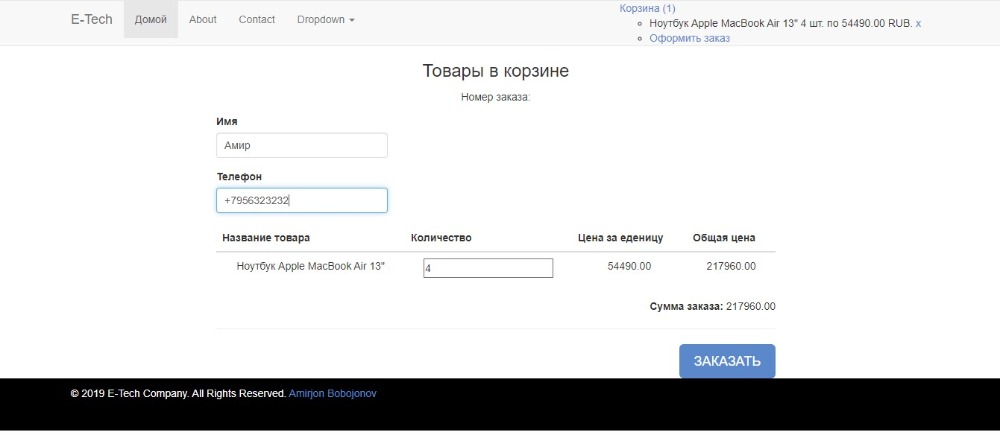 E-Tech Домой About Contact Dropdown
Корзина (1)
Ноутбук Apple MacBook Air 13" 4 шт. по 54490.00 RUB. x
Оформить заказ
Товары в корзине
Номер заказа:
Имя
Амир
Телефон
+7956323232
Название товара Количество Цена за еденицу Общая цена
Ноутбук Apple MacBook Air 13" 4 54490.00 217960.00
Сумма заказа: 217960.00
ЗАКАЗАТЬ
© 2019 E-Tech Company. All Rights Reserved. Amirjon Bobojonov